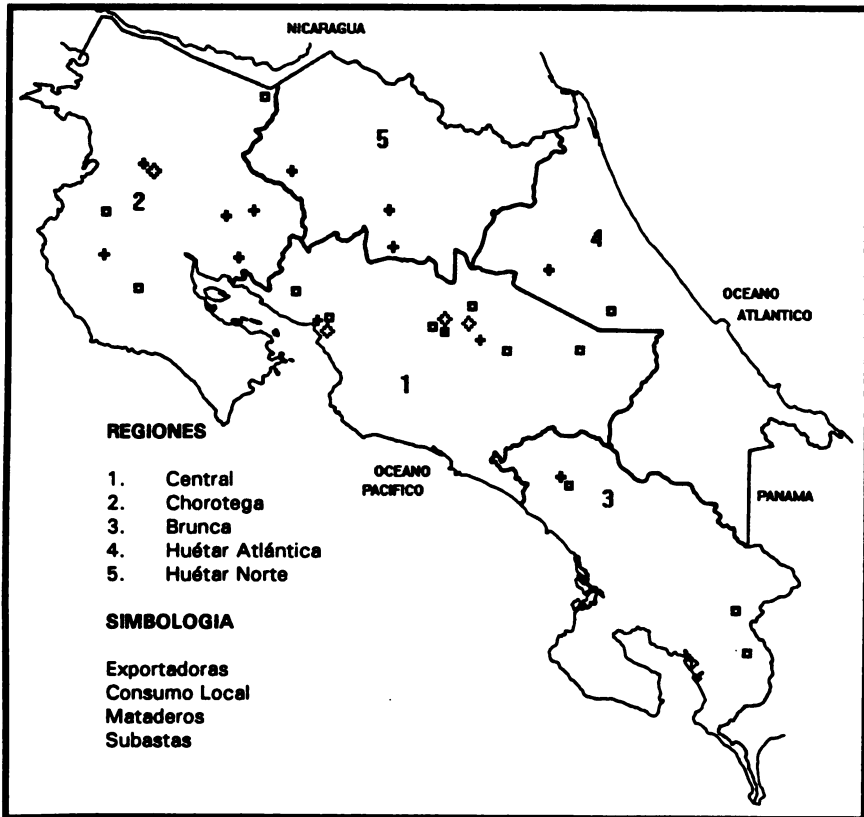 NICARAGUA
5
2
4
OCEANO
ATLANTICO
1
REGIONES
OCEANO
PACIFICO
3
PANAMA
1. Central
2. Chorotega
3. Brunca
4. Huétar Atlántica
5. Huétar Norte
SIMBOLOGIA
Exportadoras
Consumo Local
Mataderos
Subastas